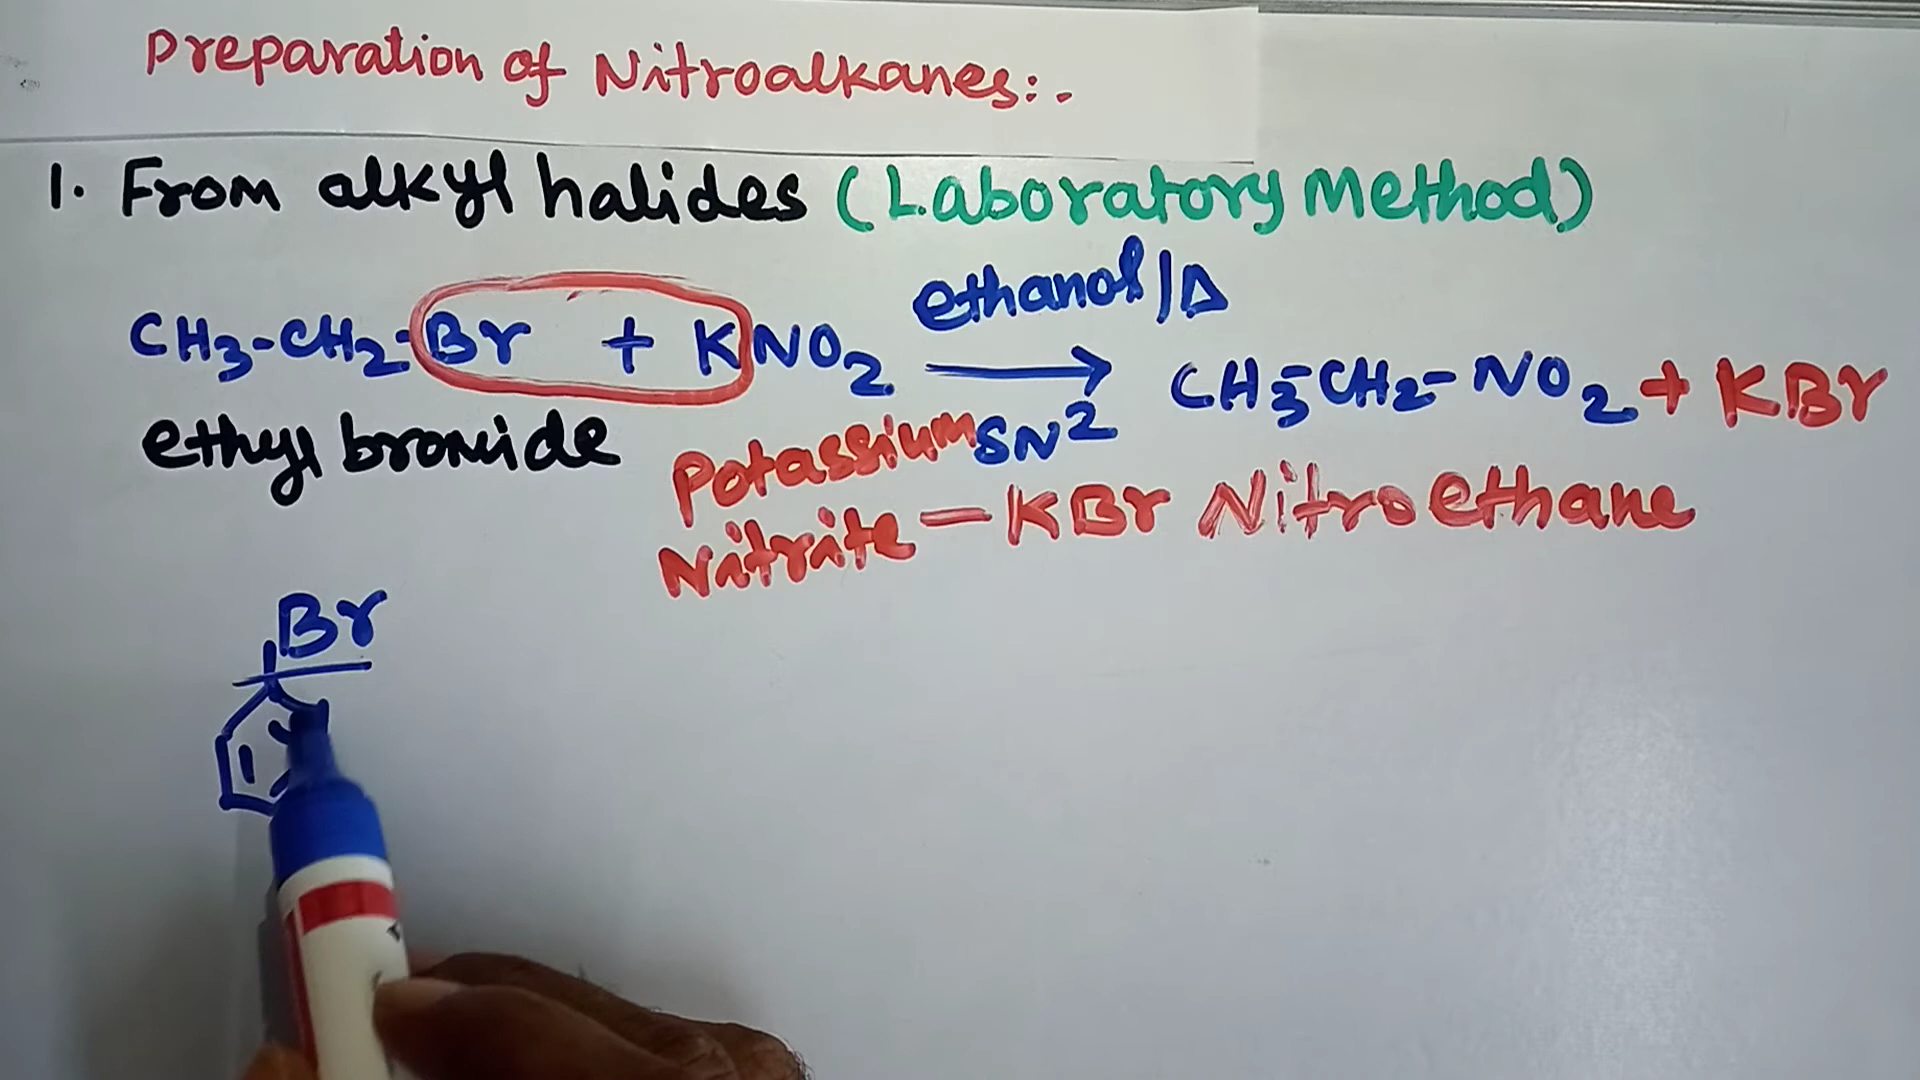 Preparation of Nitroalkanes:-
1. From alkyl halides (Laboratory Method)
ethanol/Δ
CH3-CH2-Br + KNO2 → CH3-CH2-NO2 + KBr
ethyl bromide Potassium SN2
Nitrite -KBr Nitroethane
Br